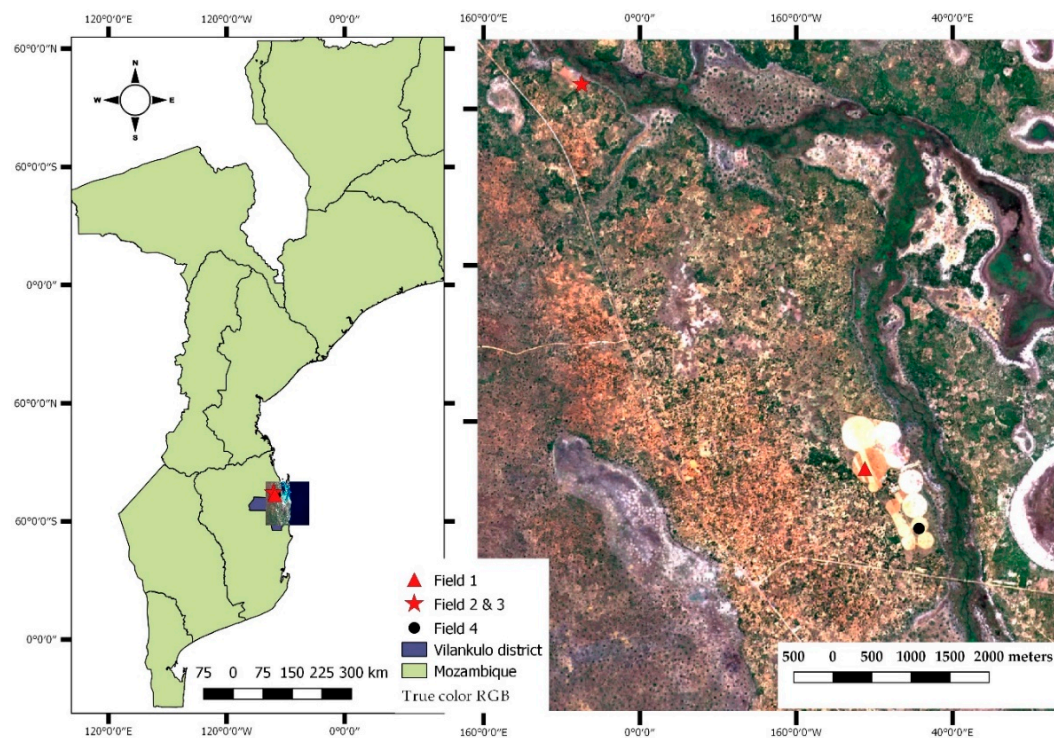 120°0'0"E 120°0'0"W 0°0'0"
160°0'0"E 0°0'0"W 160°0'0"W 40°0'0"E
60°0'0"N
N
W E
S
0°0'0"S
60°0'0"N
60°0'0"S
0°0'0"N
Field 1
Field 2 & 3
Field 4
Vilankulo district
Mozambique
True color RGB
75 0 75 150 225 300 km
500 0 500 1000 1500 2000 meters
120°0'0"E 120°0'0"W 0°0'0"E
160°0'0"E 0°0'0"E 160°0'0"W 40°0'0"E